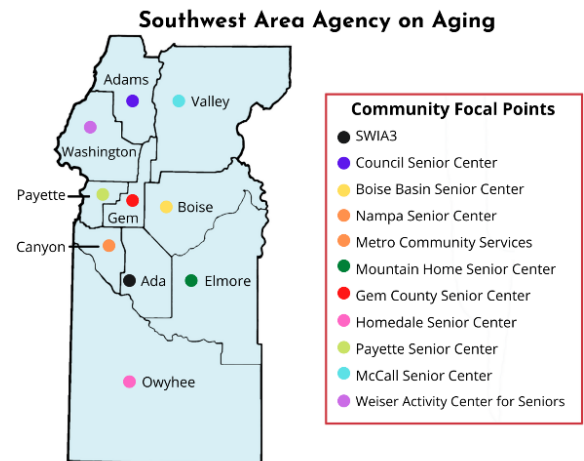 Southwest Area Agency on Aging
Adams
Valley
Washington
Payette
Gem
Boise
Canyon
Ada
Elmore
Owyhee
Community Focal Points
SWIA3
Council Senior Center
Boise Basin Senior Center
Nampa Senior Center
Metro Community Services
Mountain Home Senior Center
Gem County Senior Center
Homedale Senior Center
Payette Senior Center
McCall Senior Center
Weiser Activity Center for Seniors